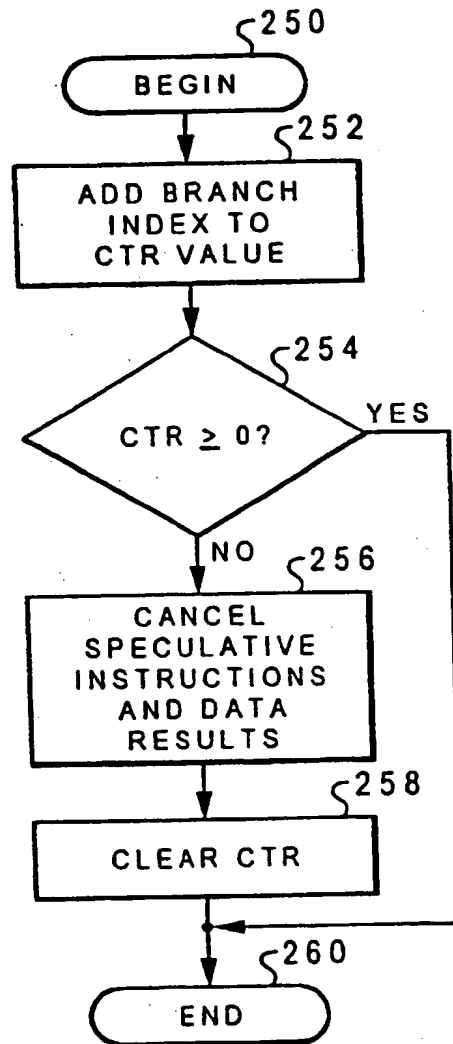 250
BEGIN
252
ADD BRANCH
INDEX TO
CTR VALUE
254
CTR ≥ 0?
YES
NO
256
CANCEL
SPECULATIVE
INSTRUCTIONS
AND DATA
RESULTS
258
CLEAR CTR
260
END